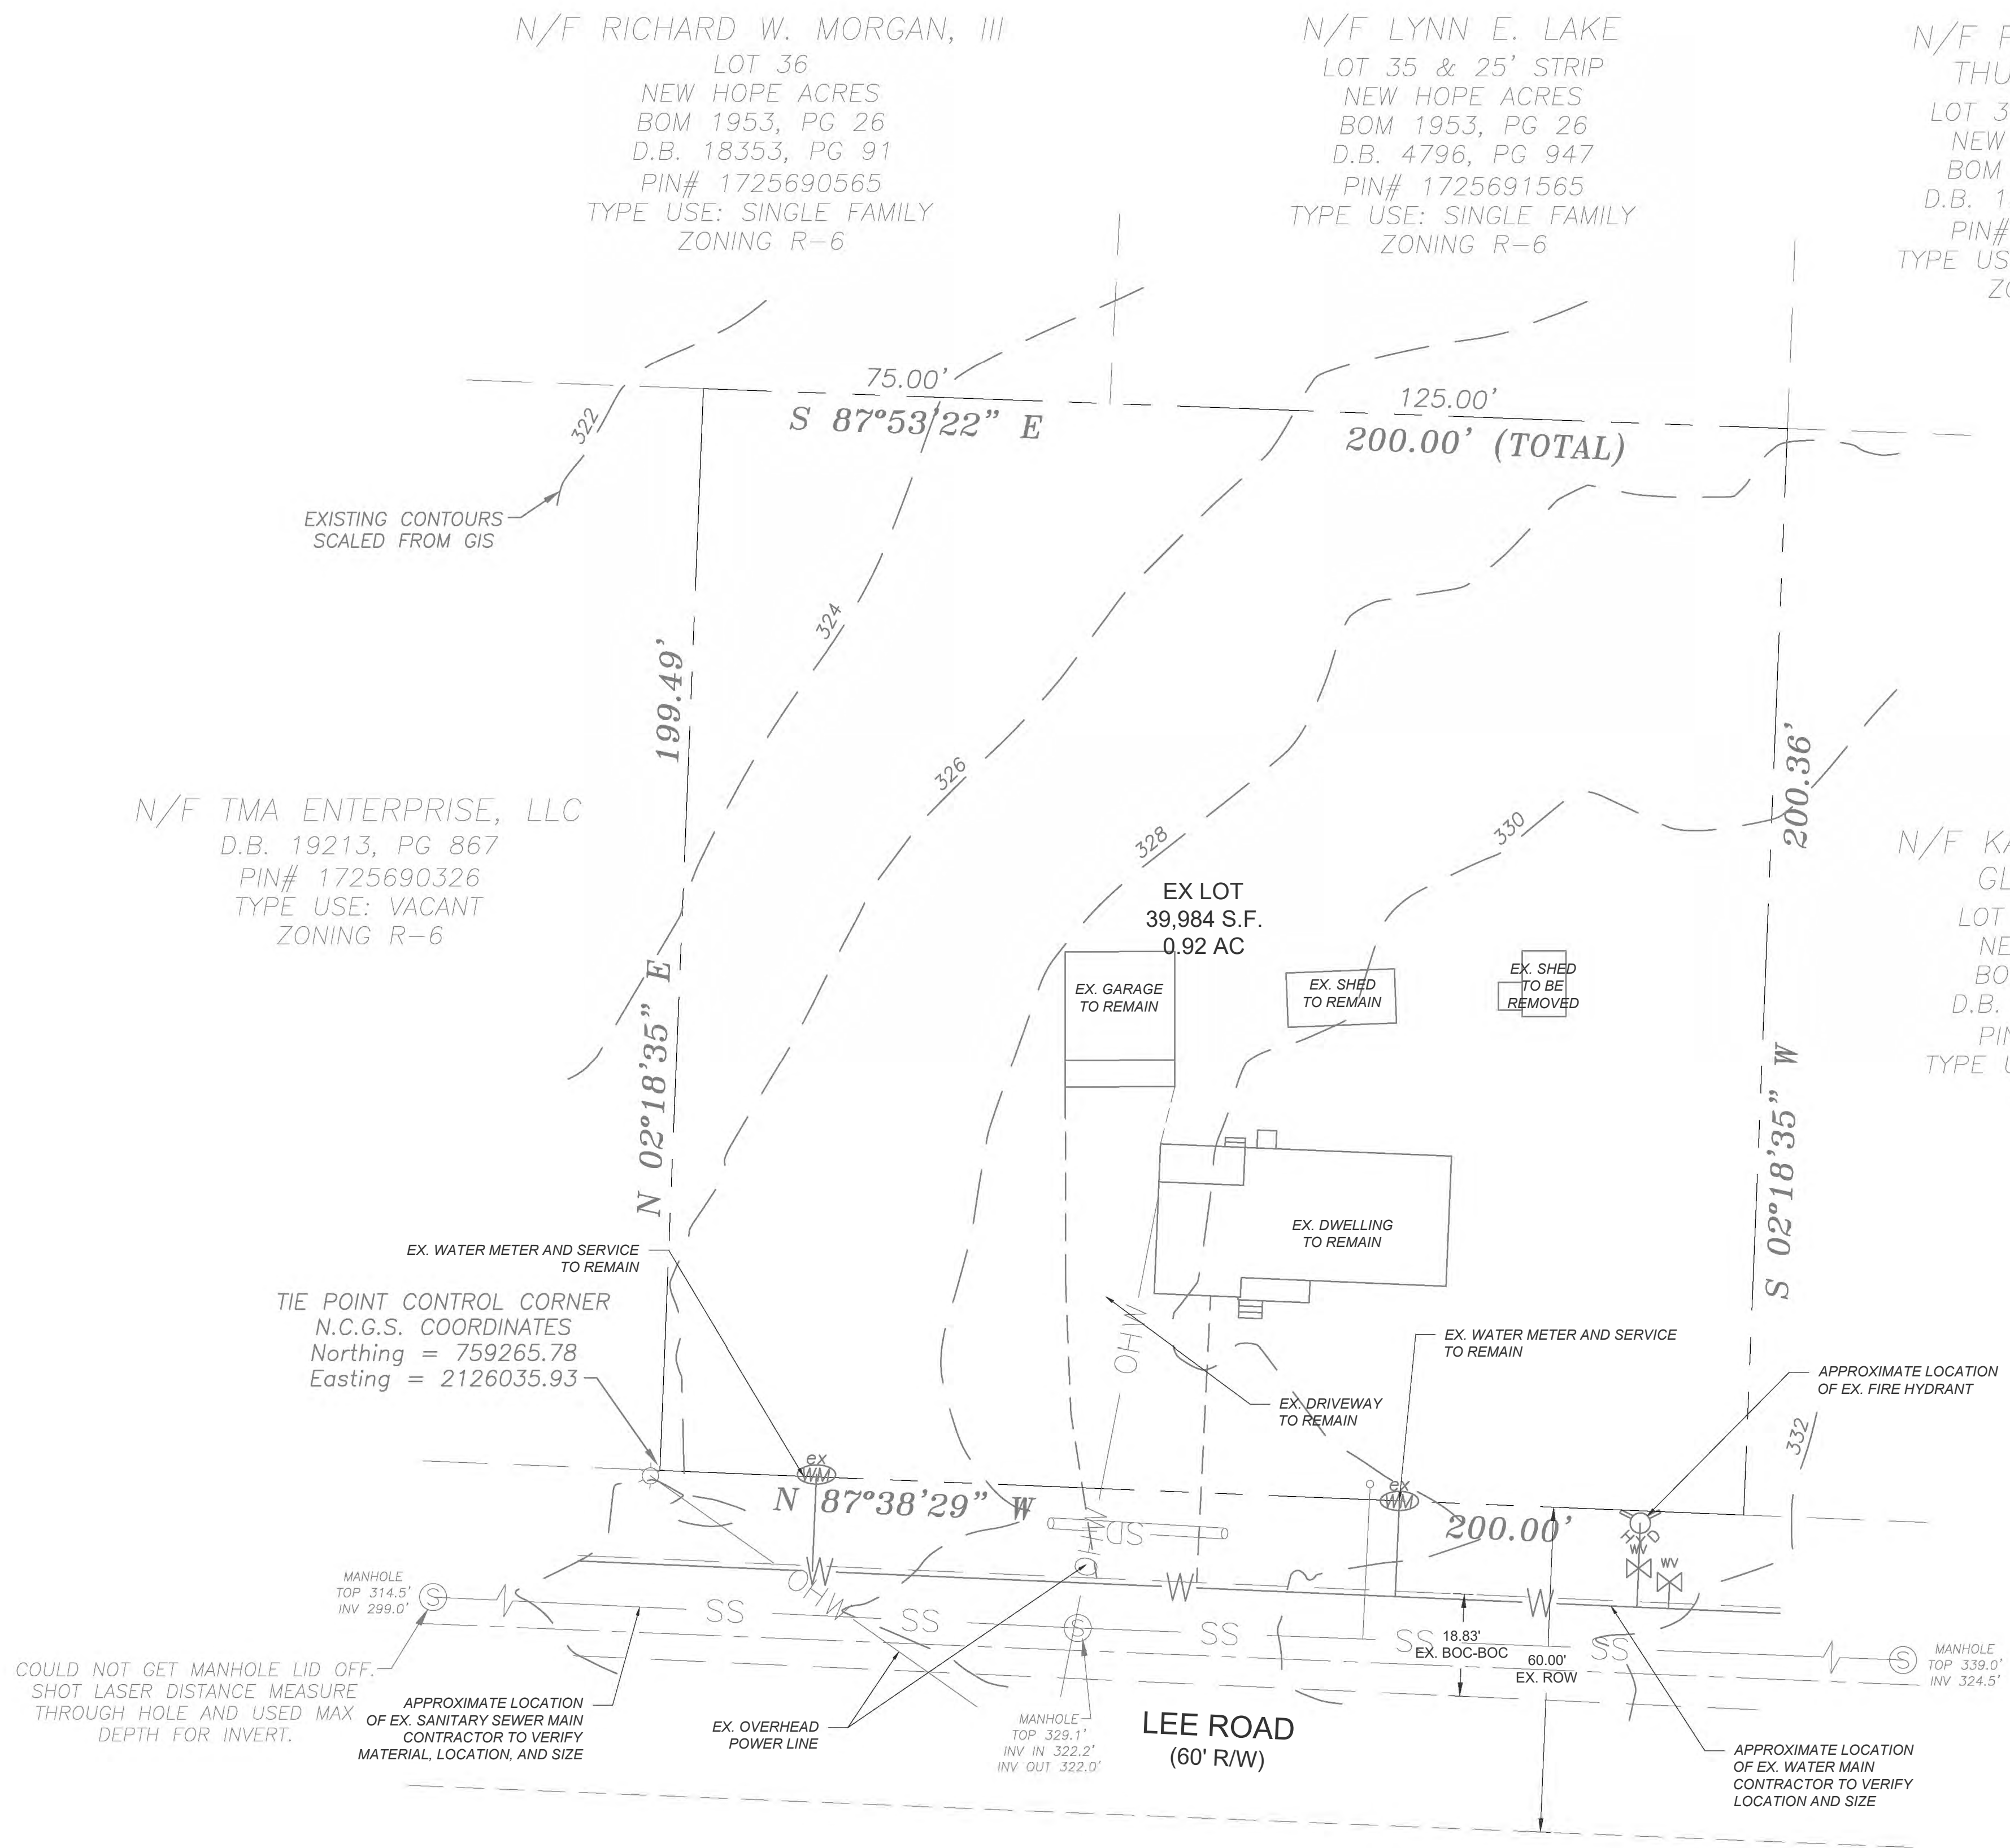 N/F RICHARD W. MORGAN, III
LOT 36
NEW HOPE ACRES
BOM 1953, PG 26
D.B. 18353, PG 91
PIN# 1725690565
TYPE USE: SINGLE FAMILY
ZONING R-6
N/F LYNN E. LAKE
LOT 35 & 25' STRIP
NEW HOPE ACRES
BOM 1953, PG 26
D.B. 4796, PG 947
PIN# 1725691565
TYPE USE: SINGLE FAMILY
ZONING R-6
N/F
THU
LOT 3
NEW
BOM
D.B. 1
PIN#
TYPE US
ZO
75.00'
S 87°53'22" E
125.00'
200.00' (TOTAL)
322
EXISTING CONTOURS
SCALED FROM GIS
324
199.49'
326
328
330
200.36'
N/F TMA ENTERPRISE, LLC
D.B. 19213, PG 867
PIN# 1725690326
TYPE USE: VACANT
ZONING R-6
N/F KA
GL
LOT
NE
BO
D.B.
PIN
TYPE U
EX LOT
39,984 S.F.
0.92 AC
EX. GARAGE
TO REMAIN
EX. SHED
TO REMAIN
EX. SHED
TO BE
REMOVED
N 02°18'35" E
S 02°18'35" W
EX. DWELLING
TO REMAIN
EX. WATER METER AND SERVICE
TO REMAIN
TIE POINT CONTROL CORNER
N.C.G.S. COORDINATES
Northing = 759265.78
Easting = 2126035.93
OHW
EX. WATER METER AND SERVICE
TO REMAIN
APPROXIMATE LOCATION
OF EX. FIRE HYDRANT
EX. DRIVEWAY
TO REMAIN
332
ex
WM
N 87°38'29" W
ex
WM
200.00'
SD
HYD
WV
WV
OHW
OHW
W
W
W
MANHOLE
TOP 314.5'
INV 299.0'
S
SS
SS
S
SS
SS
SS
S
MANHOLE
TOP 339.0'
INV 324.5'
18.83'
EX. BOC-BOC
60.00'
EX. ROW
COULD NOT GET MANHOLE LID OFF.
SHOT LASER DISTANCE MEASURE
THROUGH HOLE AND USED MAX
DEPTH FOR INVERT.
APPROXIMATE LOCATION
OF EX. SANITARY SEWER MAIN
CONTRACTOR TO VERIFY
MATERIAL, LOCATION, AND SIZE
EX. OVERHEAD
POWER LINE
MANHOLE
TOP 329.1'
INV IN 322.2'
INV OUT 322.0'
LEE ROAD
(60' R/W)
APPROXIMATE LOCATION
OF EX. WATER MAIN
CONTRACTOR TO VERIFY
LOCATION AND SIZE